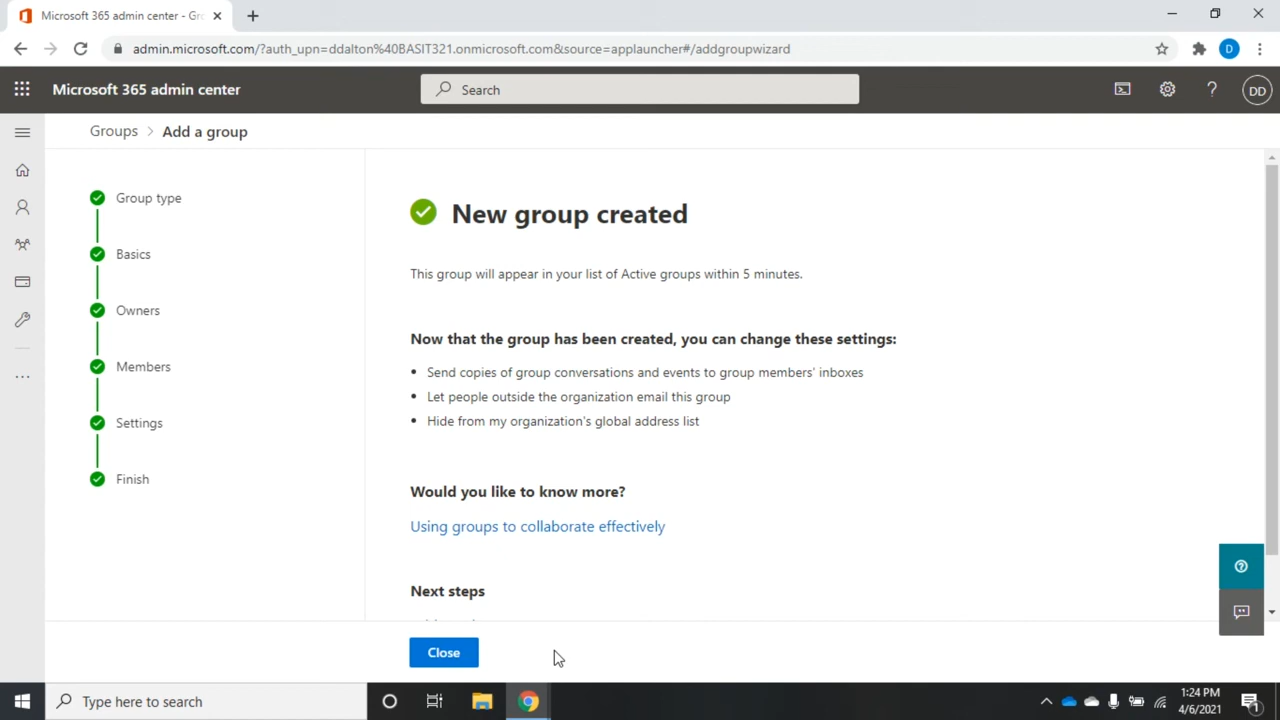 Microsoft 365 admin center - Gr
admin.microsoft.com/?auth_upn=ddalton%40BASIT321.onmicrosoft.com&source=applauncher#/addgroupwizard
D
Microsoft 365 admin center
Search
?
DD
Groups > Add a group
Group type
Basics
Owners
Members
Settings
Finish
New group created
This group will appear in your list of Active groups within 5 minutes.
Now that the group has been created, you can change these settings:
• Send copies of group conversations and events to group members' inboxes
• Let people outside the organization email this group
• Hide from my organization's global address list
Would you like to know more?
Using groups to collaborate effectively
Next steps
Close
Type here to search
1:24 PM
4/6/2021
1